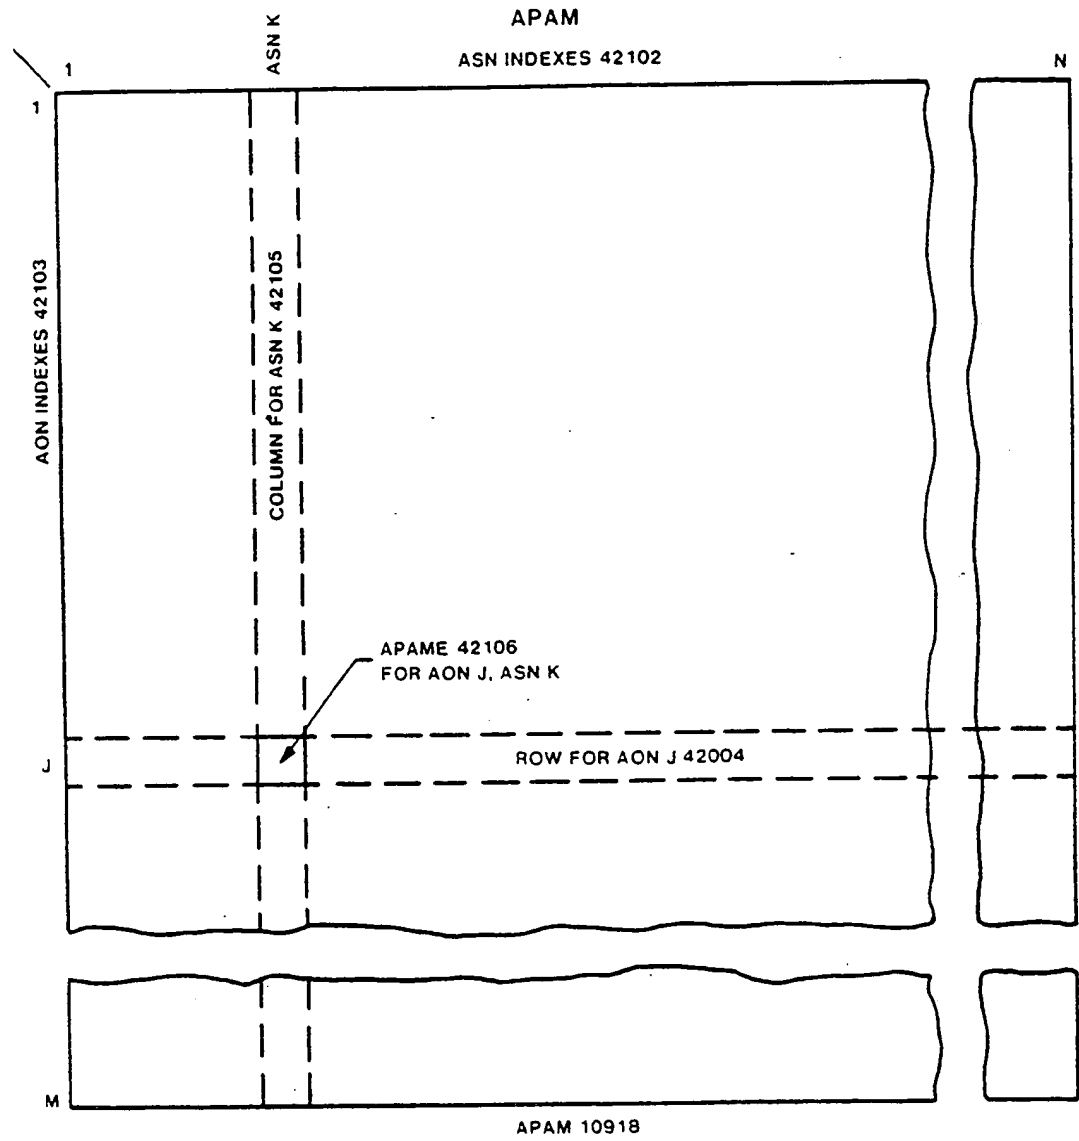 APAM
ASN INDEXES 42102
1
ASN K
N
1
AON INDEXES 42103
COLUMN FOR ASN K 42105
APAME 42106
FOR AON J, ASN K
J
ROW FOR AON J 42004
M
APAM 10918